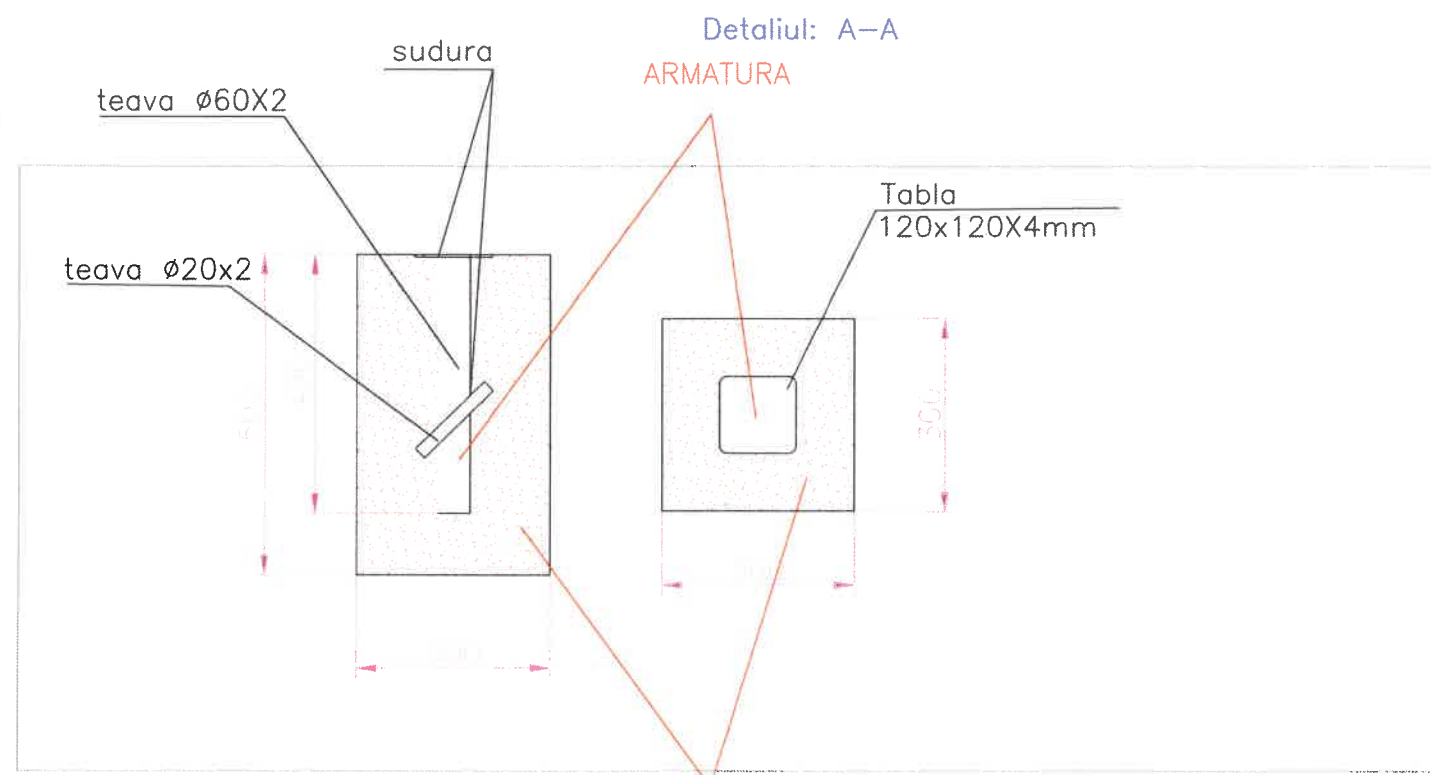 Detaliul: A-A
sudura
ARMATURA
teava ø60X2
Tabla
120x120X4mm
teava ø20x2
300